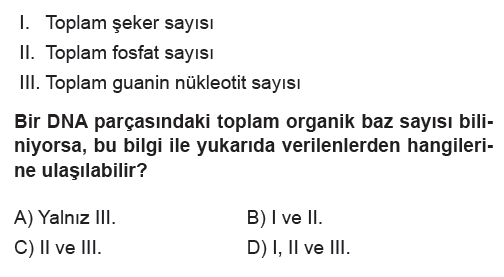 I. Toplam şeker sayısı
II. Toplam fosfat sayısı
III. Toplam guanin nükleotit sayısı
Bir DNA parçasındaki toplam organik baz sayısı bili-
niyorsa, bu bilgi ile yukarıda verilenlerden hangileri-
ne ulaşılabilir?
A) Yalnız III. B) I ve II.
C) II ve III. D) I, II ve III.